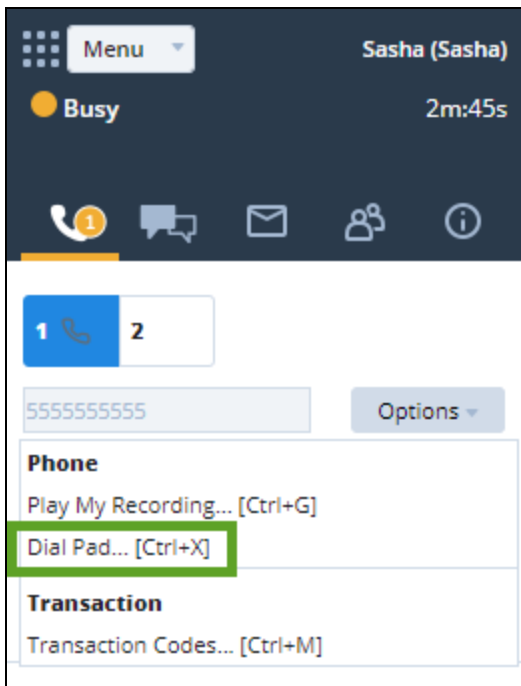 Menu
Sasha (Sasha)
Busy
2m:45s
1
1
2
5555555555
Options
Phone
Play My Recording... [Ctrl+G]
Dial Pad... [Ctrl+X]
Transaction
Transaction Codes... [Ctrl+M]